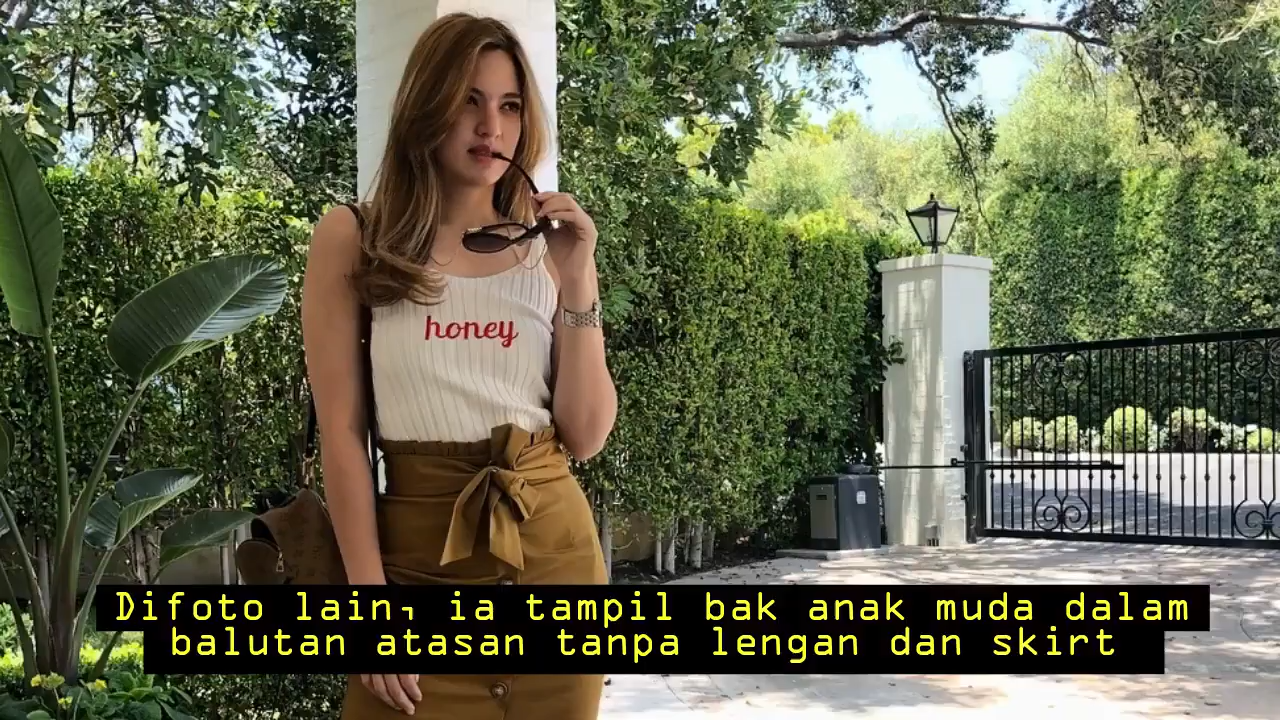 honey
Difoto lain, ia tampil bak anak muda dalam
balutan atasan tanpa lengan dan skirt